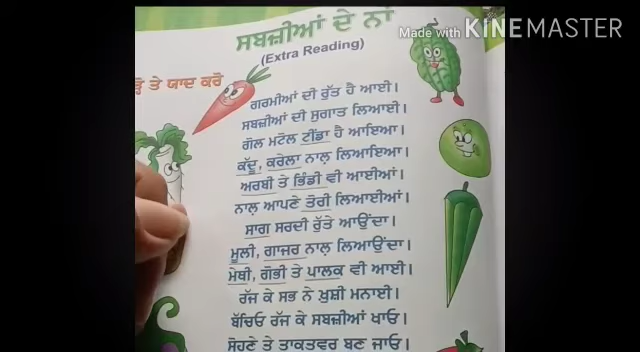 Made with KINEMASTER
ਸਬਜ਼ੀਆਂ ਦੇ ਨਾਂ
(Extra Reading)
ਤੇ ਯਾਦ ਕਰੋ
ਗਰਮੀਆਂ ਦੀ ਰੁੱਤ ਹੈ ਆਈ।
ਸਬਜ਼ੀਆਂ ਦੀ ਸੁਗਾਤ ਲਿਆਈ।
ਗੋਲ ਮਟੋਲ ਟੀਂਡਾ ਹੈ ਆਇਆ।
ਕੱਦੂ, ਕਰੇਲਾ ਨਾਲ਼ ਲਿਆਇਆ।
ਅਰਬੀ ਤੇ ਭਿੰਡੀ ਵੀ ਆਈਆਂ।
ਨਾਲ਼ ਆਪਣੇ ਤੋਰੀ ਲਿਆਈਆਂ।
ਸਾਗ ਸਰਦੀ ਰੁੱਤੇ ਆਉਂਦਾ।
ਮੂਲੀ, ਗਾਜਰ ਨਾਲ਼ ਲਿਆਉਂਦਾ।
ਮੇਥੀ, ਗੋਭੀ ਤੇ ਪਾਲਕ ਵੀ ਆਈ।
ਰੱਜ ਕੇ ਸਭ ਨੇ ਖ਼ੁਸ਼ੀ ਮਨਾਈ।
ਬੱਚਿਓ ਰੱਜ ਕੇ ਸਬਜ਼ੀਆਂ ਖਾਓ।
ਸੋਹਣੇ ਤੇ ਤਾਕਤਵਰ ਬਣ ਜਾਓ।